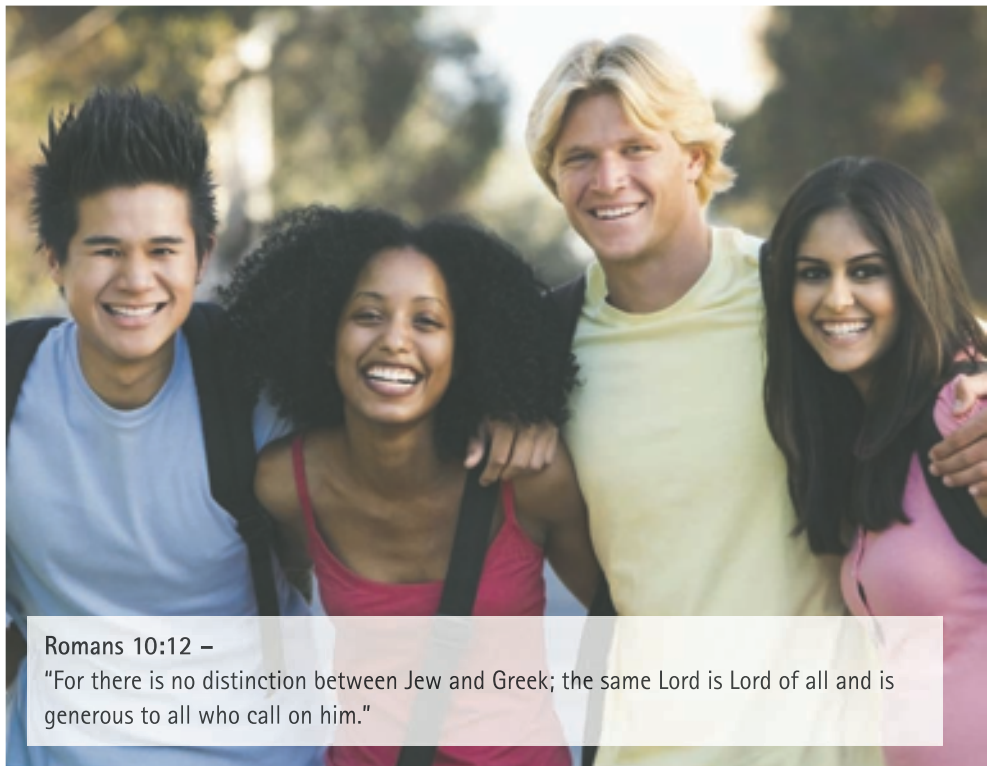 Romans 10:12 –
“For there is no distinction between Jew and Greek; the same Lord is Lord of all and is
generous to all who call on him.”